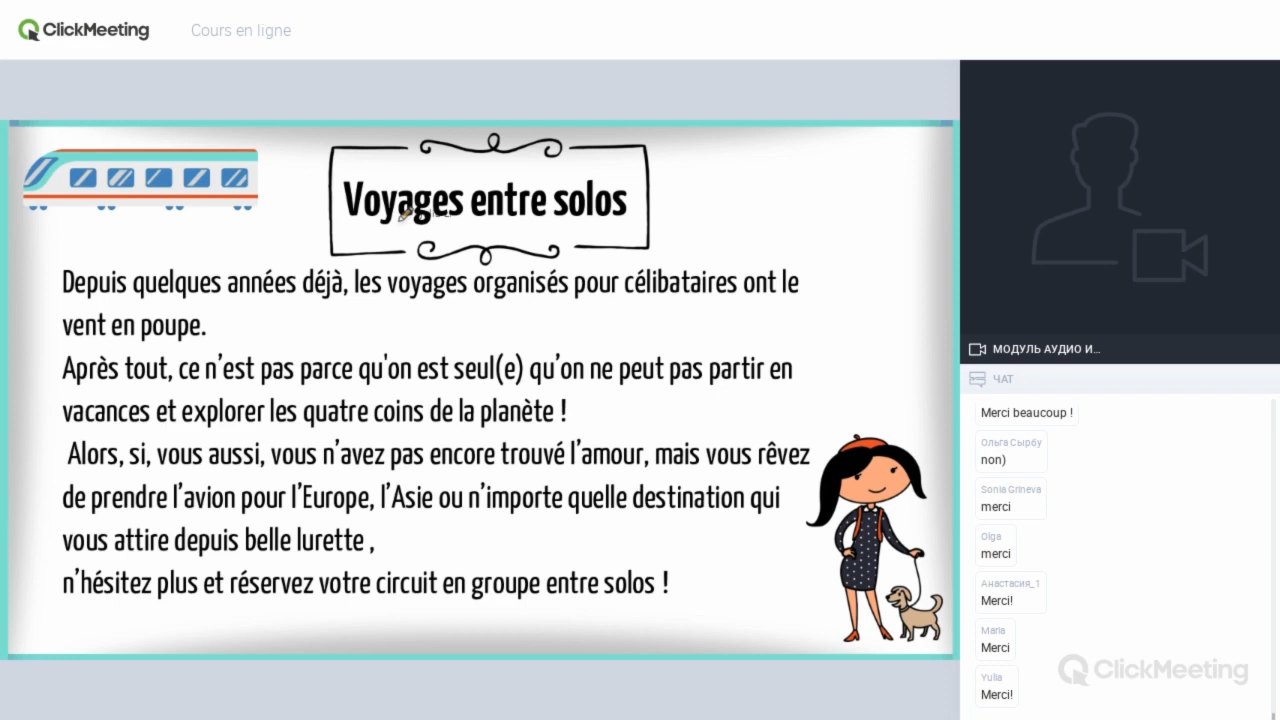 ClickMeeting
Cours en ligne
Voyages entre solos
Depuis quelques années déjà, les voyages organisés pour célibataires ont le
vent en poupe.
Après tout, ce n'est pas parce qu'on est seul(e) qu'on ne peut pas partir en
vacances et explorer les quatre coins de la planète !
Alors, si, vous aussi, vous n'avez pas encore trouvé l'amour, mais vous rêvez
de prendre l'avion pour l'Europe, l'Asie ou n'importe quelle destination qui
vous attire depuis belle lurette ,
n'hésitez plus et réservez votre circuit en groupe entre solos !
МОДУЛЬ АУДИО И...
ЧАТ
Merci beaucoup !
Ольга Сырбу
non)
Sonia Grineva
merci
Olga
merci
Анастасия_1
Merci!
Maria
Merci
Yulia
Merci!
ClickMeeting